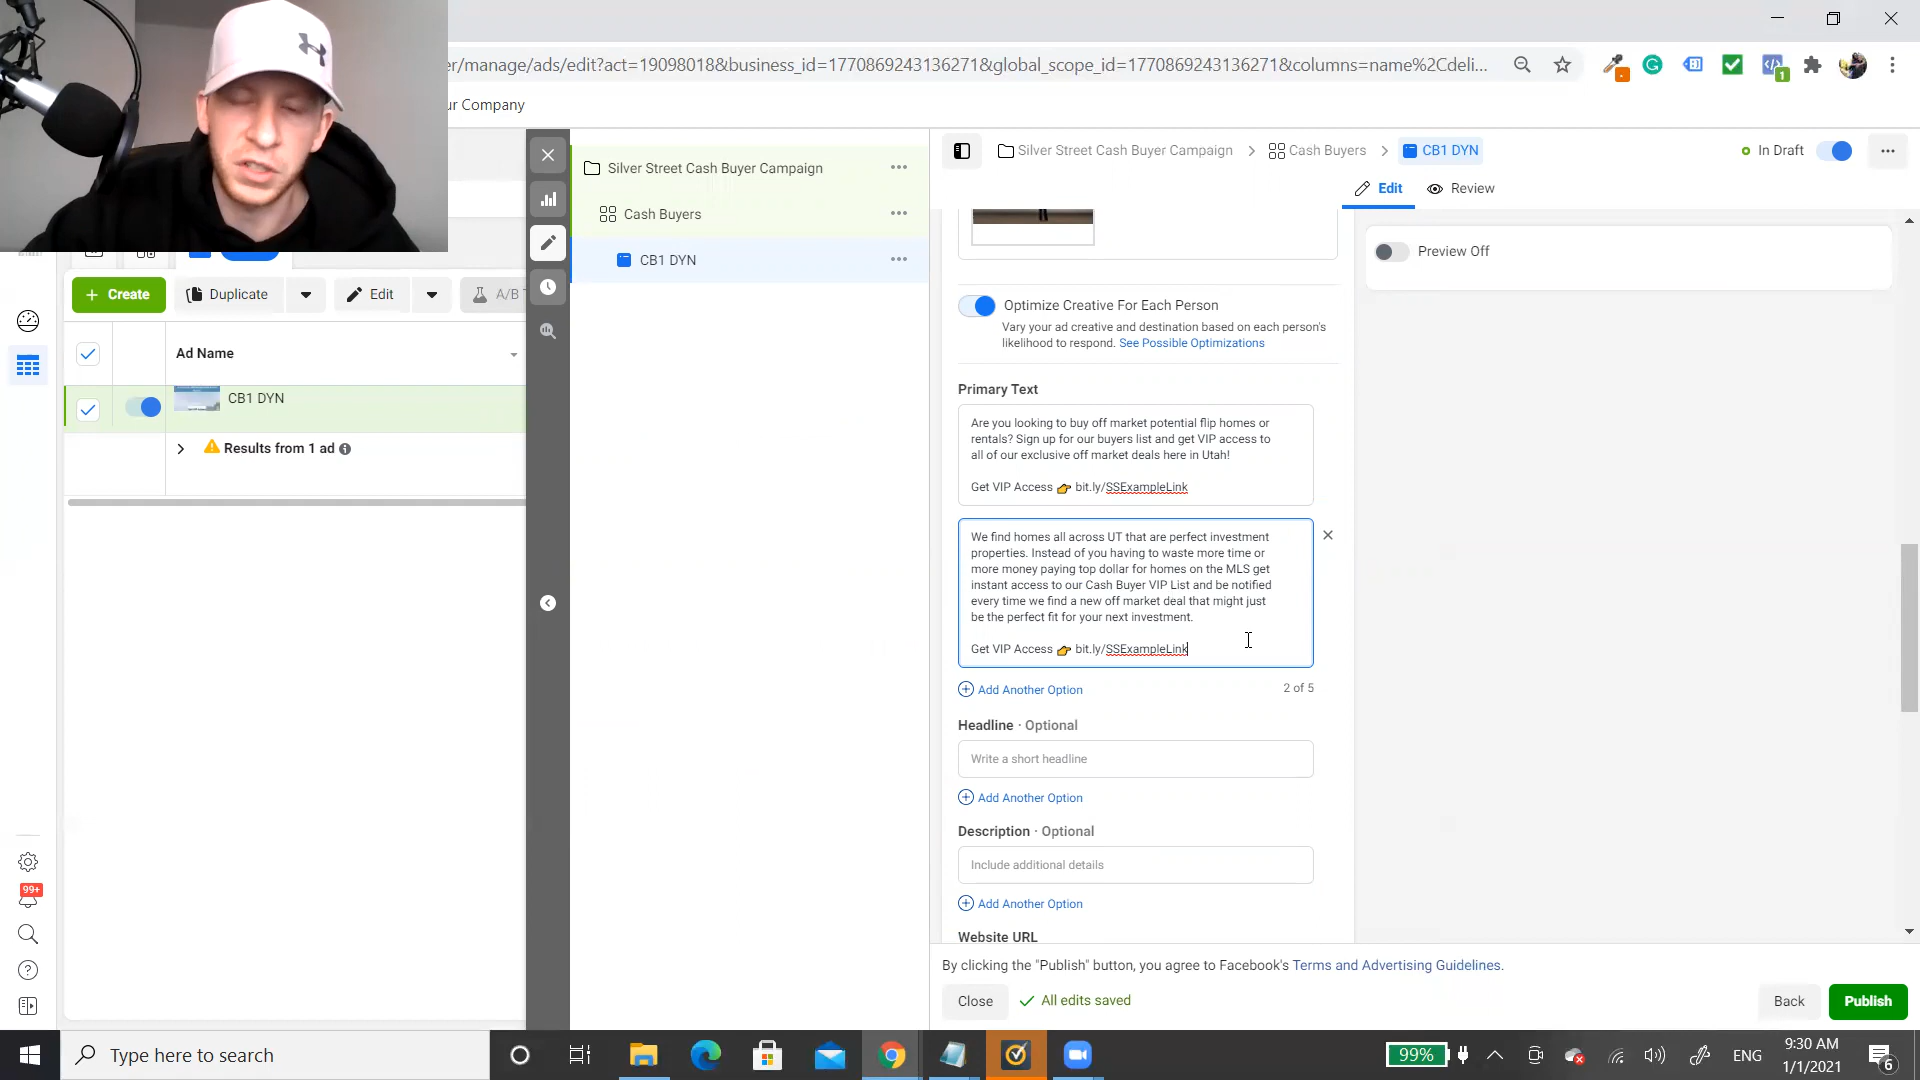 er/manage/ads/edit?act=19098018&business_id=1770869243136271&global_scope_id=1770869243136271&columns=name%2Cdeli...
1
ur Company
Silver Street Cash Buyer Campaign
Cash Buyers
CB1 DYN
Silver Street Cash Buyer Campaign
Cash Buyers
CB1 DYN
In Draft
Edit
Review
Create
Duplicate
Edit
A/B T
Ad Name
CB1 DYN
Results from 1 ad
Preview Off
Optimize Creative For Each Person
Vary your ad creative and destination based on each person's
likelihood to respond. See Possible Optimizations
Primary Text
Are you looking to buy off market potential flip homes or
rentals? Sign up for our buyers list and get VIP access to
all of our exclusive off market deals here in Utah!
Get VIP Access 👉 bit.ly/SSExampleLink
We find homes all across UT that are perfect investment
properties. Instead of you having to waste more time or
more money paying top dollar for homes on the MLS get
instant access to our Cash Buyer VIP List and be notified
every time we find a new off market deal that might just
be the perfect fit for your next investment.
Get VIP Access 👉 bit.ly/SSExampleLink
Add Another Option
2 of 5
Headline · Optional
Write a short headline
Add Another Option
Description · Optional
Include additional details
Add Another Option
Website URL
99+
By clicking the "Publish" button, you agree to Facebook's Terms and Advertising Guidelines.
Close
All edits saved
Back
Publish
Type here to search
99%
ENG
9:30 AM
1/1/2021
6